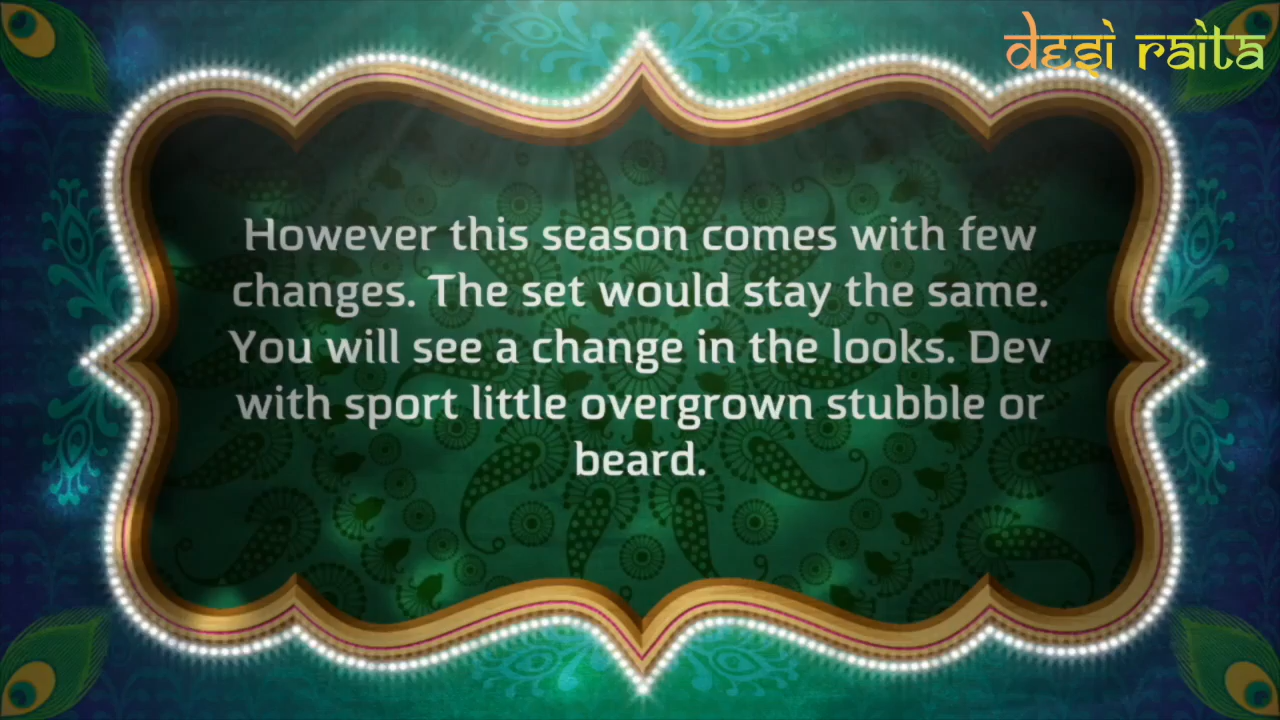 desi raita
However this season comes with few
changes. The set would stay the same.
You will see a change in the looks. Dev
with sport little overgrown stubble or
beard.